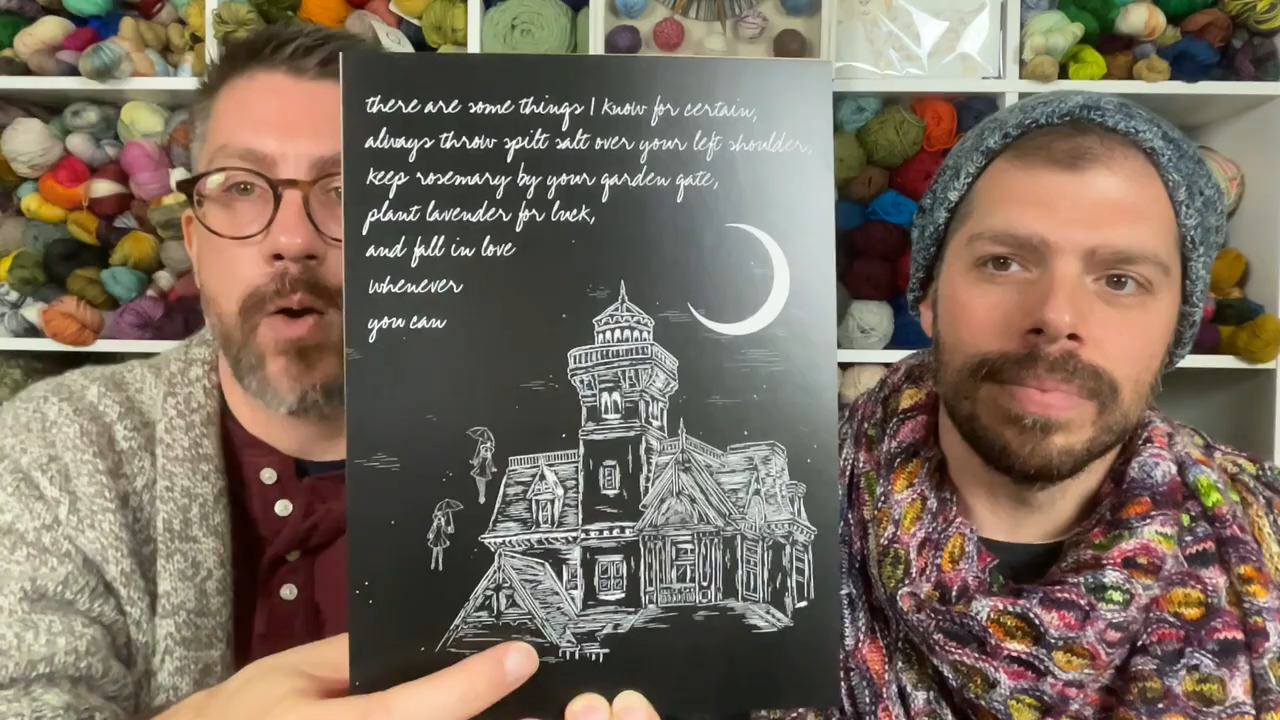 there are some things I know for certain,
always throw spilt salt over your left shoulder,
keep rosemary by your garden gate,
plant lavender for luck,
and fall in love
whenever
you can